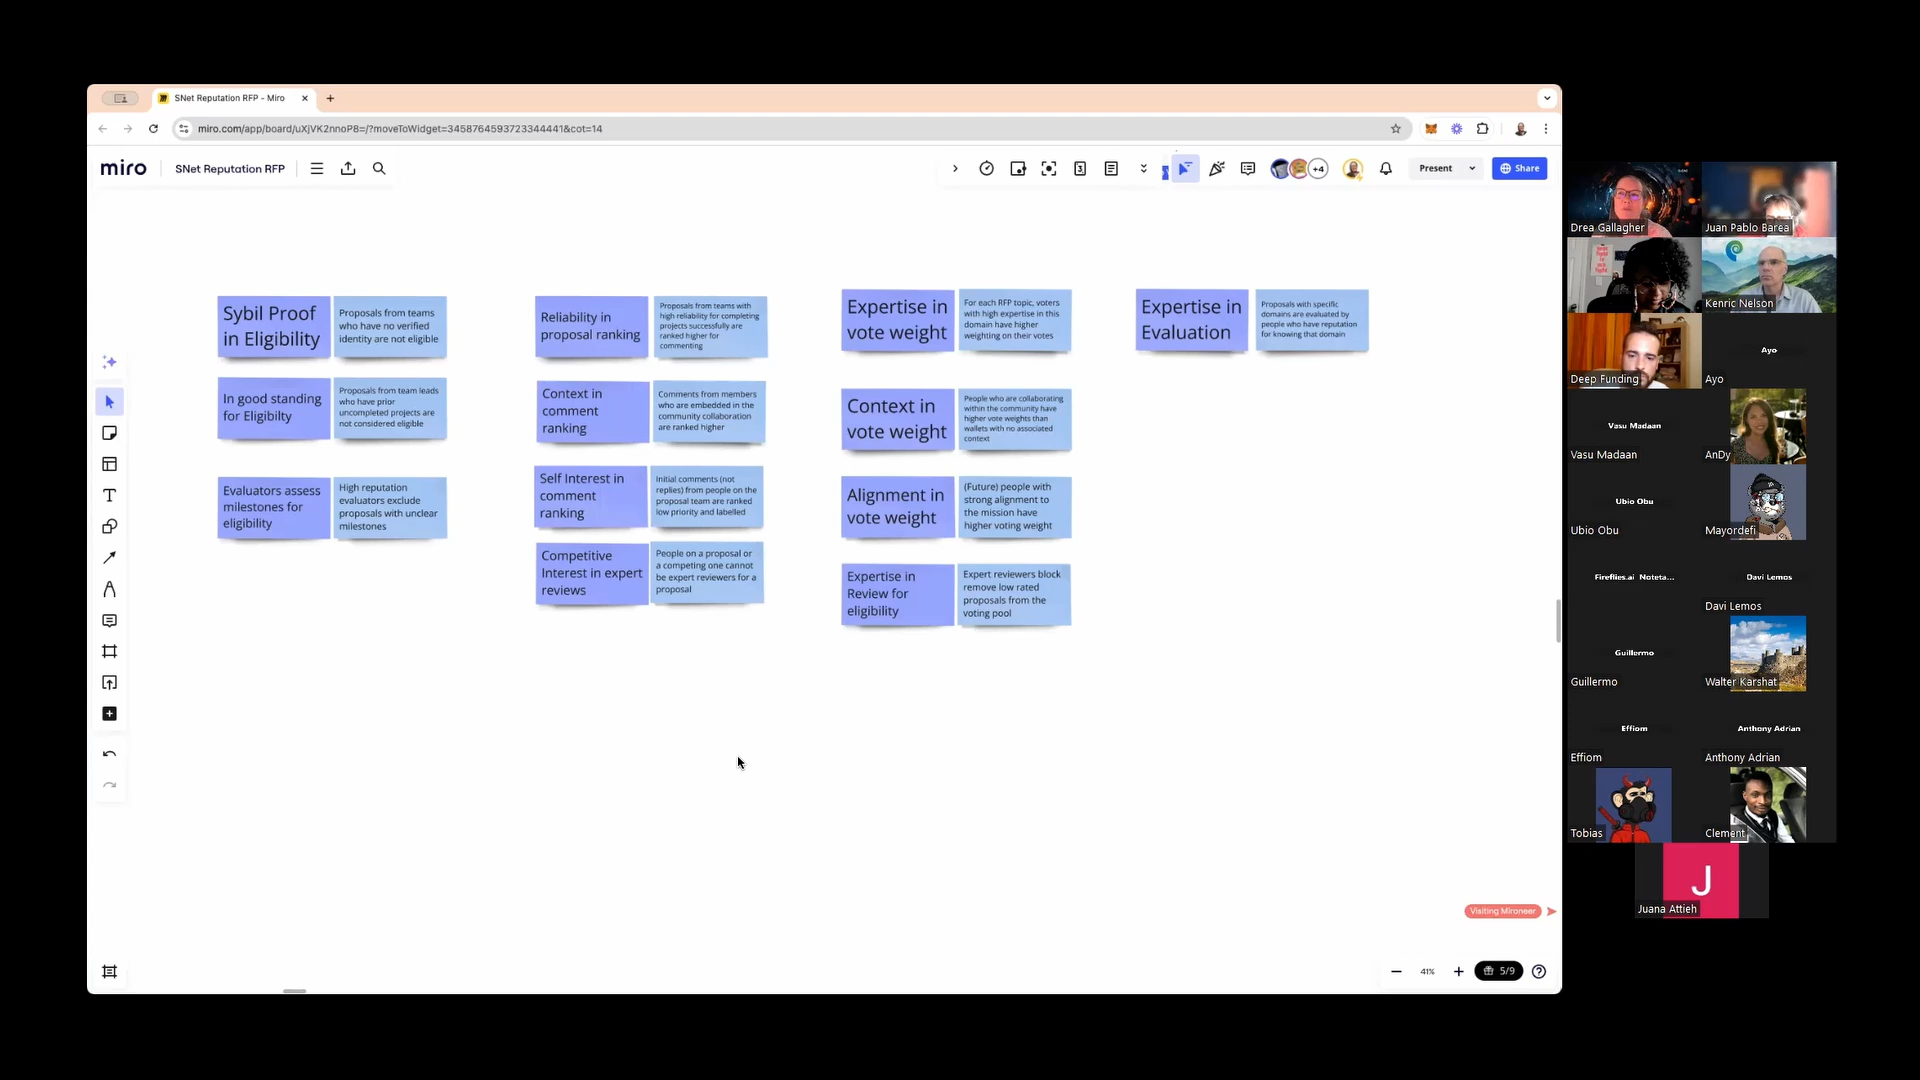 SNet Reputation RFP - Miro
miro.com/app/board/uXjVK2nnoP8=/?moveToWidget=3458764593723344441&cot=14
miro
SNet Reputation RFP
+4
Present
Share
Sybil Proof
in Eligibility
Proposals from teams
who have no verified
identity are not eligible
In good standing
for Eligibilty
Proposals from team leads
who have prior
uncompleted projects are
not considered eligible
Evaluators assess
milestones for
eligibility
High reputation
evaluators exclude
proposals with unclear
milestones
Reliability in
proposal ranking
Proposals from teams with
high reliability for completing
projects successfully are
ranked higher for
commenting
Context in
comment
ranking
Comments from members
who are embedded in the
community collaboration
are ranked higher
Self Interest in
comment
ranking
Initial comments (not
replies) from people on the
proposal team are ranked
low priority and labelled
Competitive
Interest in expert
reviews
People on a proposal or
a competing one cannot
be expert reviewers for a
proposal
Expertise in
vote weight
For each RFP topic, voters
with high expertise in this
domain have higher
weighting on their votes
Context in
vote weight
People who are collaborating
within the community have
higher vote weights than
wallets with no associated
context
Alignment in
vote weight
(Future) people with
strong alignment to
the mission have
higher voting weight
Expertise in
Review for
eligibility
Expert reviewers block
remove low rated
proposals from the
voting pool
Expertise in
Evaluation
Proposals with specific
domains are evaluated by
people who have reputation
for knowing that domain
Visiting Mironeer
41%
5/9
Drea Gallagher
Juan Pablo Barea
Kenric Nelson
Deep Funding
Ayo
Ayo
Vasu Madaan
Vasu Madaan
AnDy
Ubio Obu
Ubio Obu
Mayordefi
Fireflies.ai Noteta...
Davi Lemos
Davi Lemos
Guillermo
Guillermo
Walter Karshat
Effiom
Effiom
Anthony Adrian
Anthony Adrian
Tobias
Clement
J
Juana Attieh